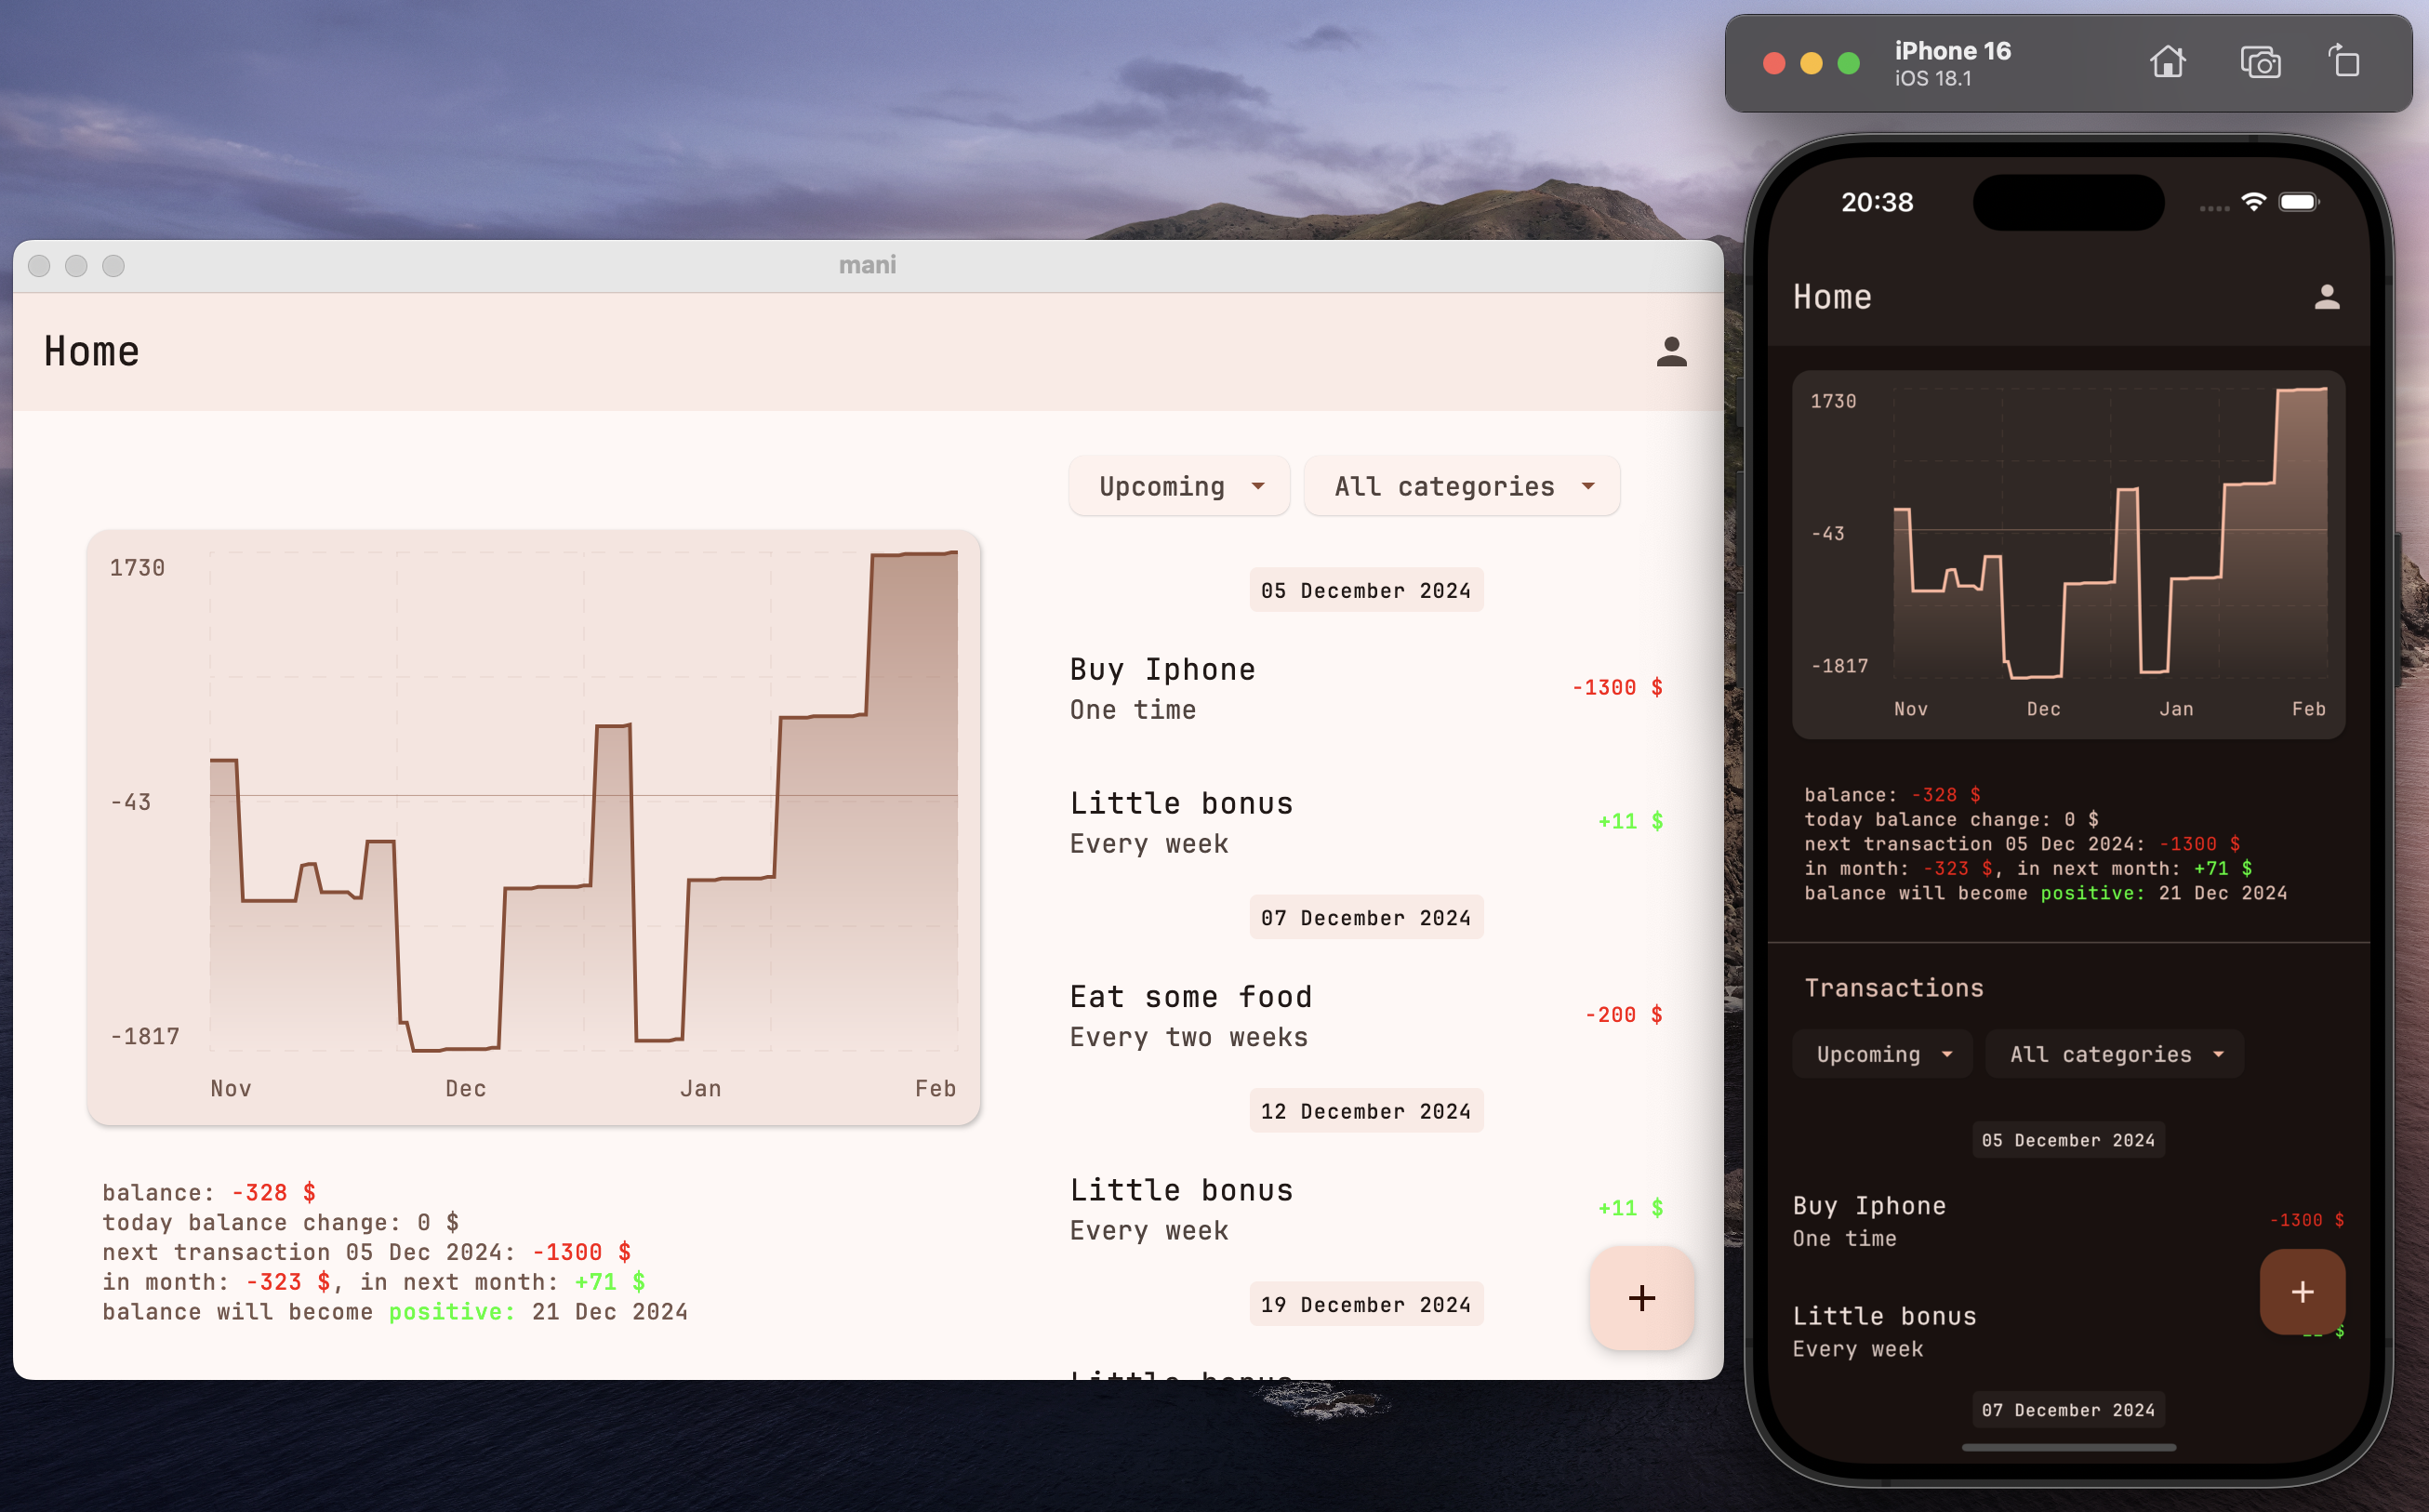 mani
Home
1730
-43
-1817
Nov Dec Jan Feb
balance: -328 $
today balance change: 0 $
next transaction 05 Dec 2024: -1300 $
in month: -323 $, in next month: +71 $
balance will become positive: 21 Dec 2024
Upcoming All categories
05 December 2024
Buy Iphone
One time
-1300 $
Little bonus
Every week
+11 $
07 December 2024
Eat some food
Every two weeks
-200 $
12 December 2024
Little bonus
Every week
+11 $
19 December 2024
Little bonus
iPhone 16
iOS 18.1
20:38
Home
1730
-43
-1817
Nov Dec Jan Feb
balance: -328 $
today balance change: 0 $
next transaction 05 Dec 2024: -1300 $
in month: -323 $, in next month: +71 $
balance will become positive: 21 Dec 2024
Transactions
Upcoming All categories
05 December 2024
Buy Iphone
One time
-1300 $
Little bonus
Every week
$
07 December 2024